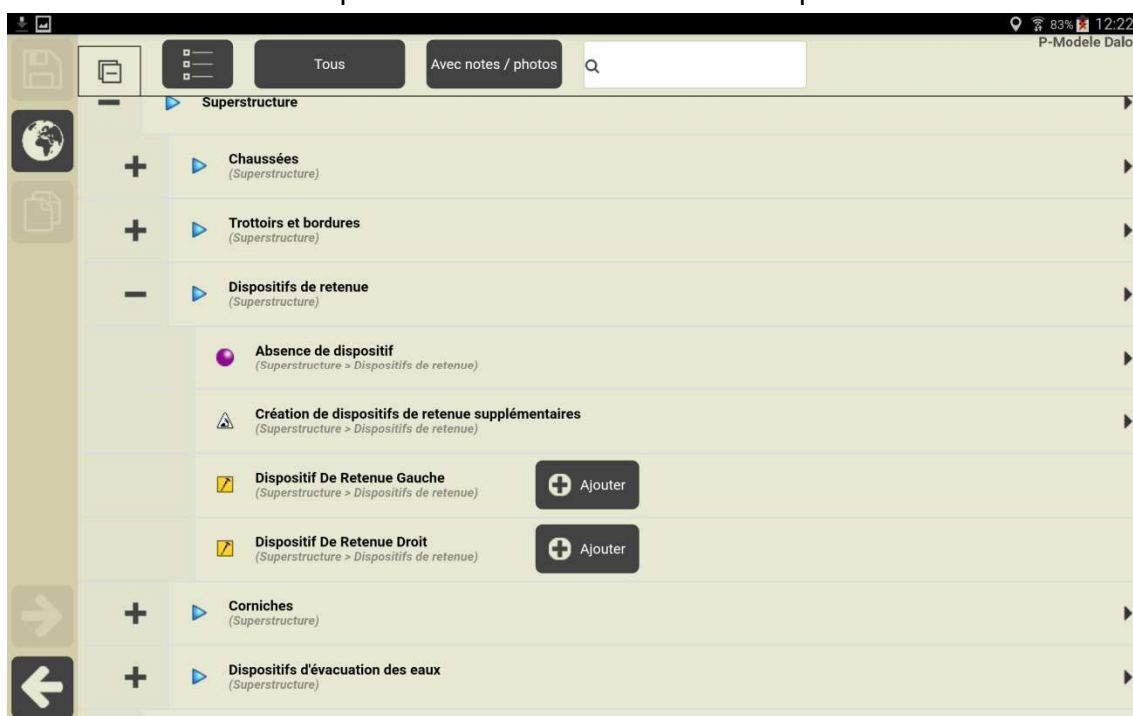 83% 12:22
P-Modele Dalo
Tous
Avec notes / photos
Superstructure
Chaussées
(Superstructure)
Trottoirs et bordures
(Superstructure)
Dispositifs de retenue
(Superstructure)
Absence de dispositif
(Superstructure > Dispositifs de retenue)
Création de dispositifs de retenue supplémentaires
(Superstructure > Dispositifs de retenue)
Dispositif De Retenue Gauche
(Superstructure > Dispositifs de retenue)
Ajouter
Dispositif De Retenue Droit
(Superstructure > Dispositifs de retenue)
Ajouter
Corniches
(Superstructure)
Dispositifs d'évacuation des eaux
(Superstructure)